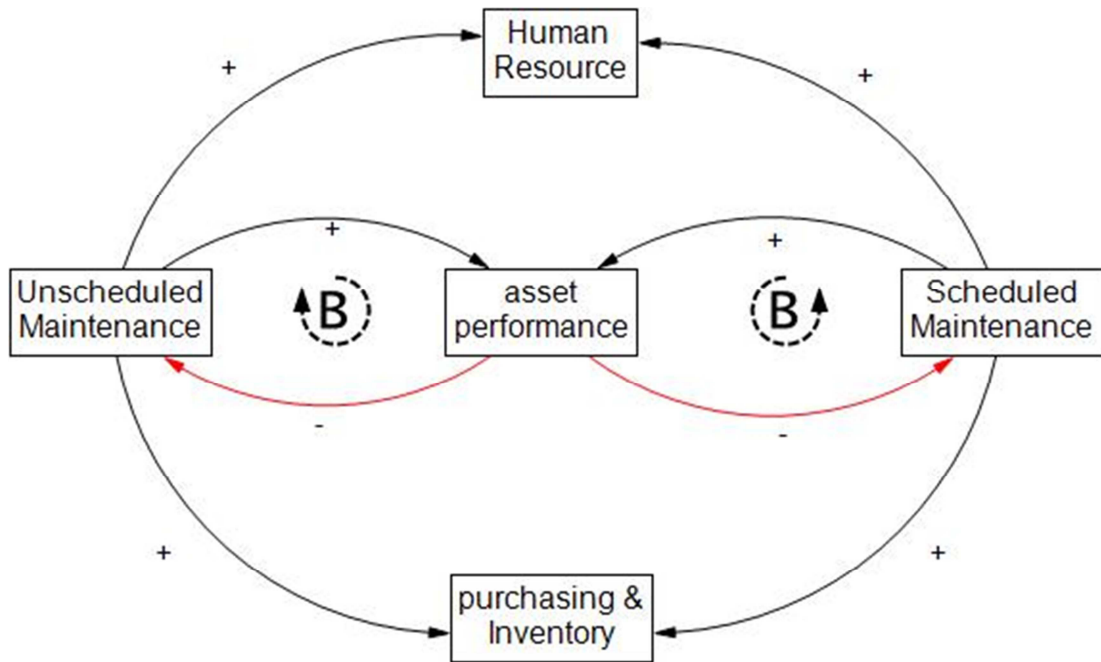 Human
Resource
+
+
+
+
Unscheduled
Maintenance
B
asset
performance
B
Scheduled
Maintenance
-
-
+
+
purchasing &
Inventory